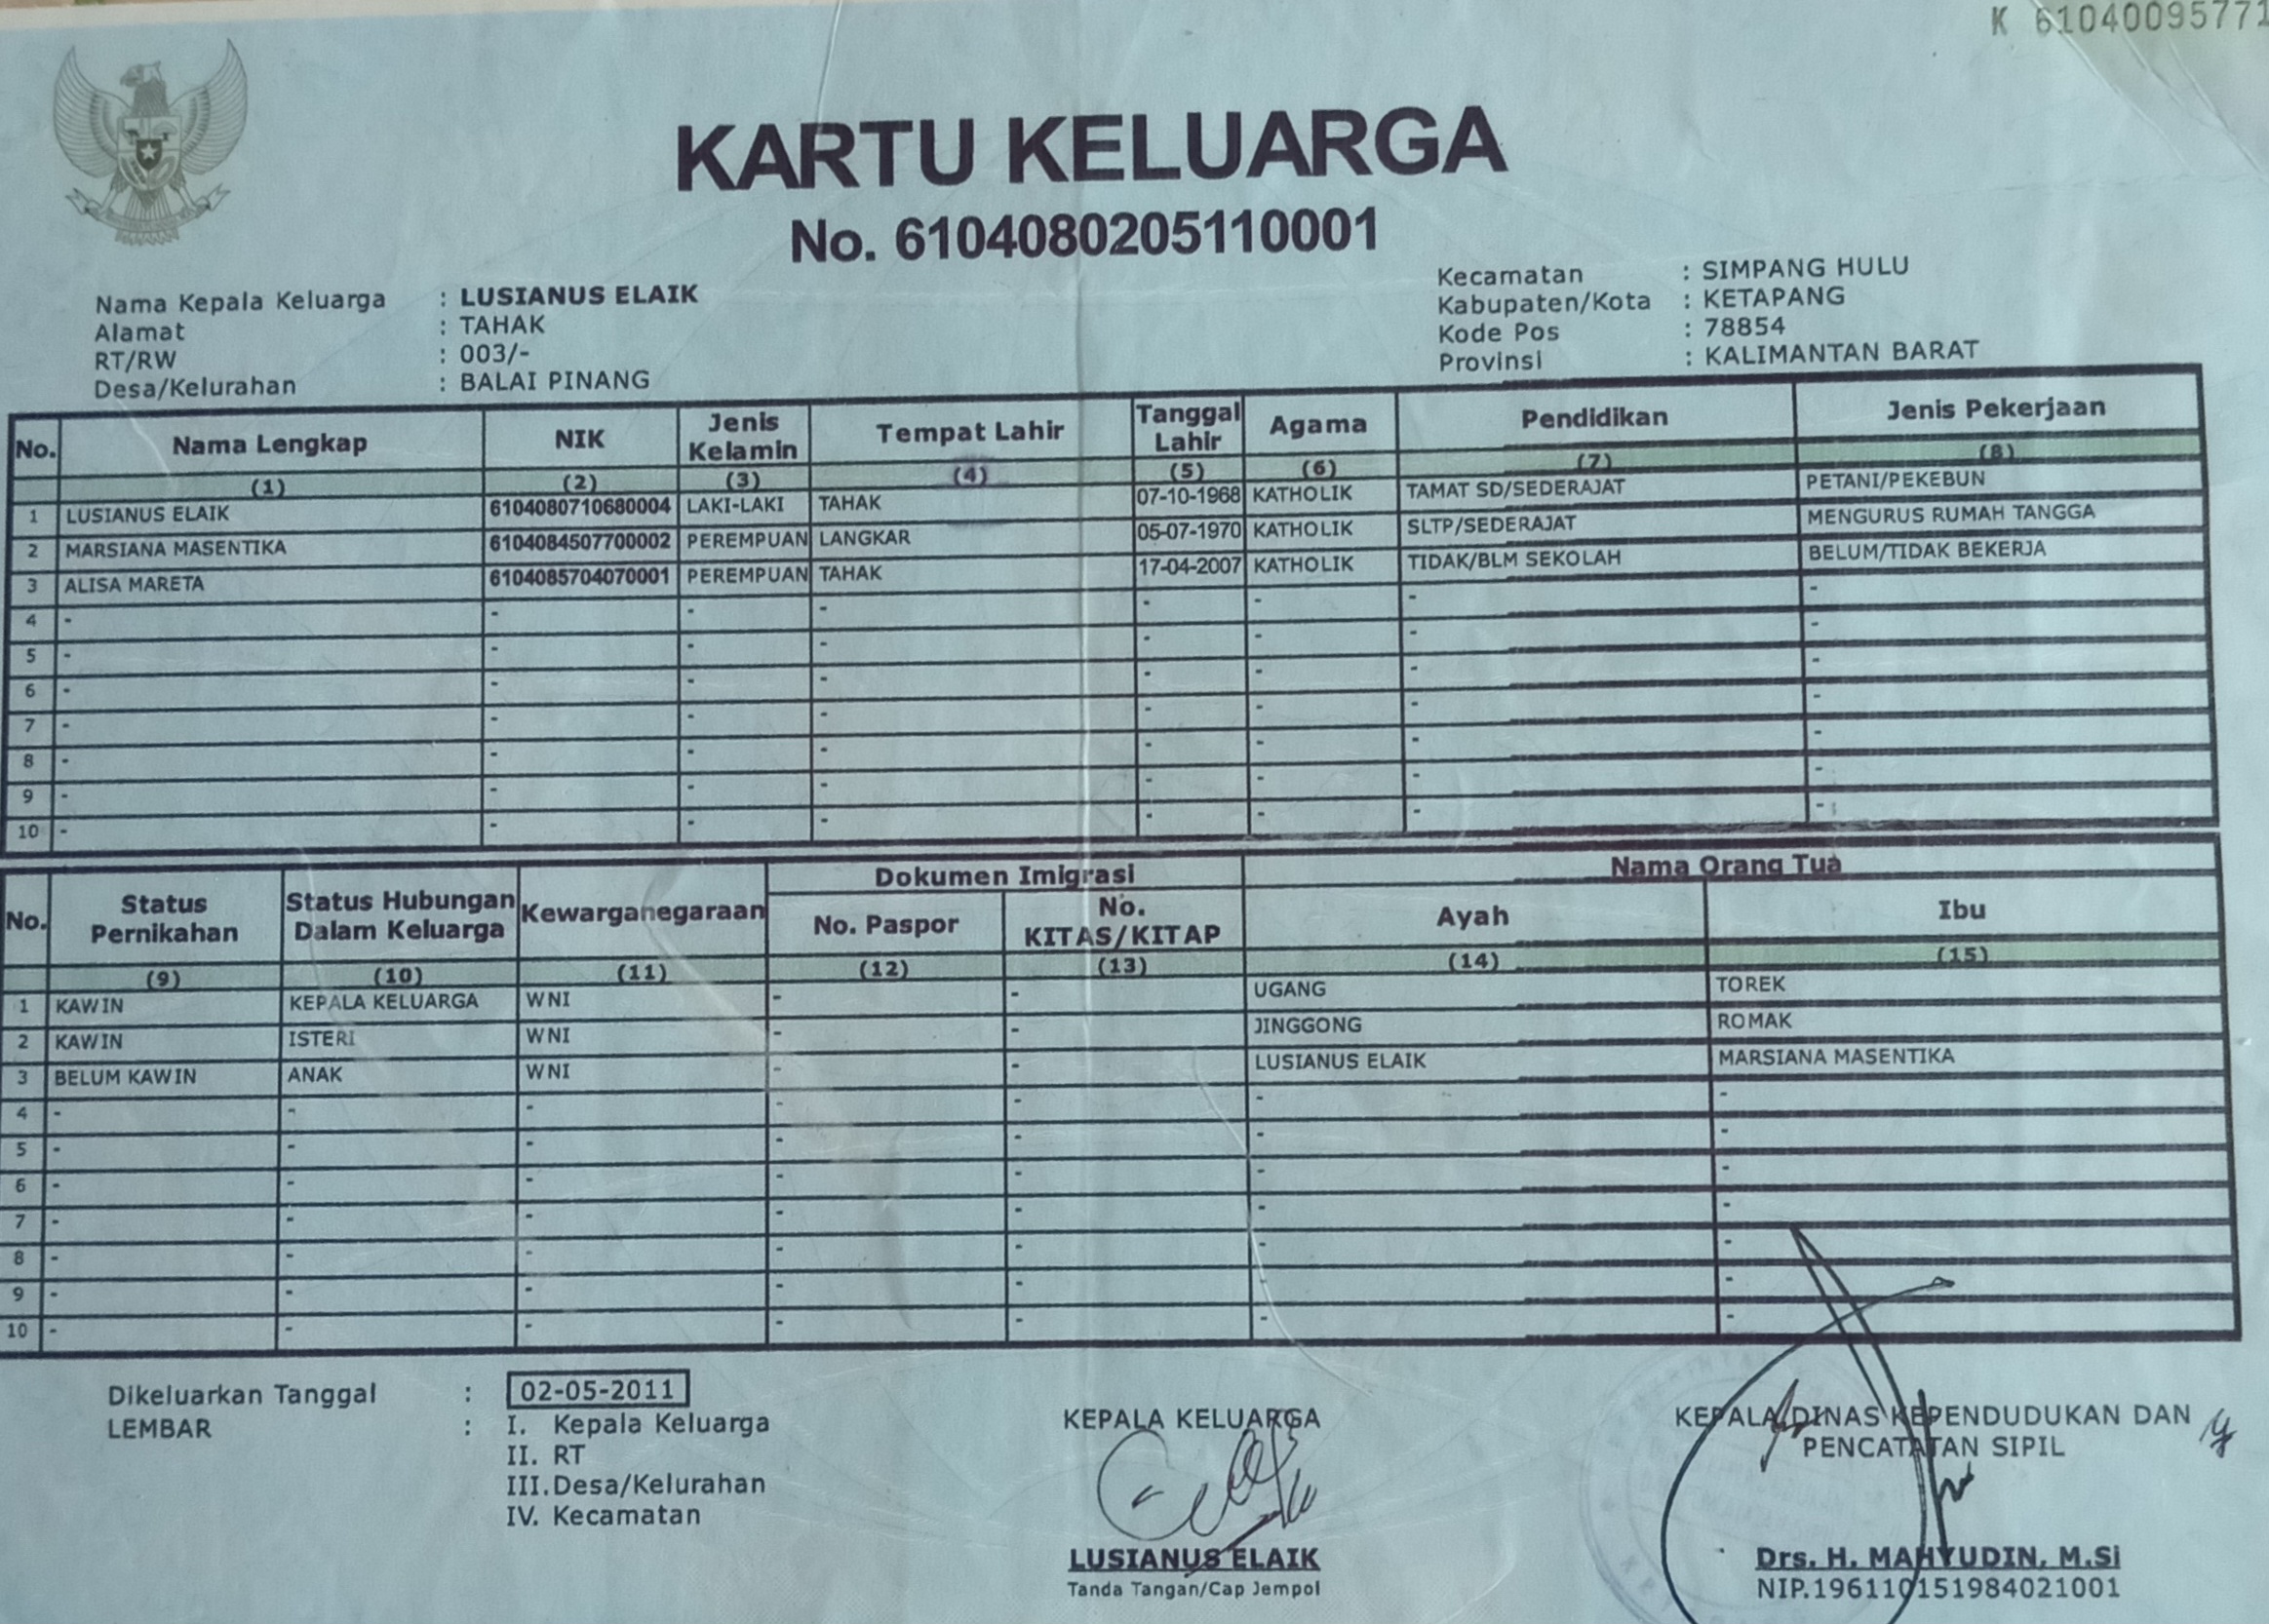 K 61040095771
KARTU KELUARGA
No. 6104080205110001
Nama Kepala Keluarga : LUSIANUS ELAIK
Alamat : TAHAK
RT/RW : 003/-
Desa/Kelurahan : BALAI PINANG
Kecamatan : SIMPANG HULU
Kabupaten/Kota : KETAPANG
Kode Pos : 78854
Provinsi : KALIMANTAN BARAT
No. Nama Lengkap NIK Jenis Kelamin Tempat Lahir Tanggal Lahir Agama Pendidikan Jenis Pekerjaan
(1) (2) (3) (4) (5) (6) (7) (8)
1 LUSIANUS ELAIK 6104080710680004 LAKI-LAKI TAHAK 07-10-1968 KATHOLIK TAMAT SD/SEDERAJAT PETANI/PEKEBUN
2 MARSIANA MASENTIKA 6104084507700002 PEREMPUAN LANGKAR 05-07-1970 KATHOLIK SLTP/SEDERAJAT MENGURUS RUMAH TANGGA
3 ALISA MARETA 6104085704070001 PEREMPUAN TAHAK 17-04-2007 KATHOLIK TIDAK/BLM SEKOLAH BELUM/TIDAK BEKERJA
4 - - - - - - - -
5 - - - - - - - -
6 - - - - - - - -
7 - - - - - - - -
8 - - - - - - - -
9 - - - - - - - -
10 - - - - - - - -
No. Status Pernikahan Status Hubungan Dalam Keluarga Kewarganegaraan Dokumen Imigrasi Nama Orang Tua
No. Paspor No. KITAS/KITAP Ayah Ibu
(9) (10) (11) (12) (13) (14) (15)
1 KAWIN KEPALA KELUARGA WNI - - UGANG TOREK
2 KAWIN ISTERI WNI - - JINGGONG ROMAK
3 BELUM KAWIN ANAK WNI - - LUSIANUS ELAIK MARSIANA MASENTIKA
4 - - - - - - -
5 - - - - - - -
6 - - - - - - -
7 - - - - - - -
8 - - - - - - -
9 - - - - - - -
10 - - - - - - -
Dikeluarkan Tanggal : 02-05-2011
LEMBAR : I. Kepala Keluarga
II. RT
III. Desa/Kelurahan
IV. Kecamatan
KEPALA KELUARGA
LUSIANUS ELAIK
Tanda Tangan/Cap Jempol
KEPALA DINAS KEPENDUDUKAN DAN
PENCATATAN SIPIL
Drs. H. MAHYUDIN, M.Si
NIP.196110151984021001